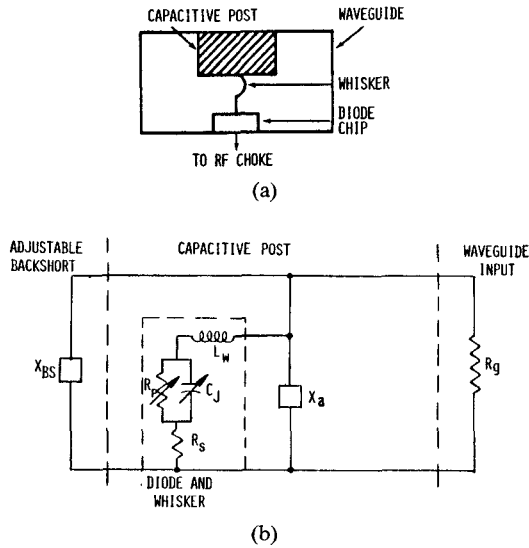 CAPACITIVE POST
WAVEGUIDE
WHISKER
DIODE
CHIP
TO RF CHOKE
(a)
ADJUSTABLE
BACKSHORT
CAPACITIVE POST
WAVEGUIDE
INPUT
X_BS
L_W
R_P
C_J
R_S
X_a
R_g
DIODE AND
WHISKER
(b)